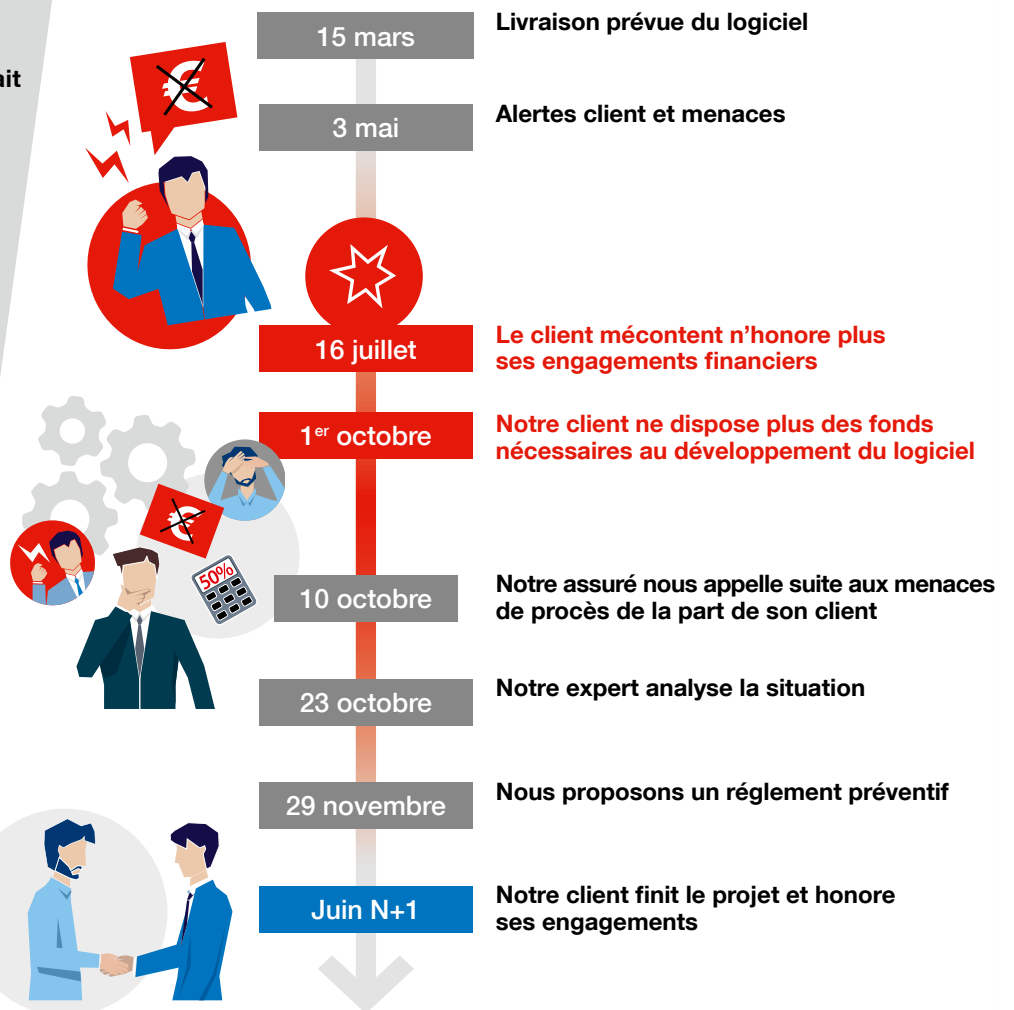 ait
15 mars
Livraison prévue du logiciel
3 mai
Alertes client et menaces
€
16 juillet
Le client mécontent n’honore plus
ses engagements financiers
1er octobre
Notre client ne dispose plus des fonds
nécessaires au développement du logiciel
€
50%
10 octobre
Notre assuré nous appelle suite aux menaces
de procès de la part de son client
23 octobre
Notre expert analyse la situation
29 novembre
Nous proposons un réglement préventif
Juin N+1
Notre client finit le projet et honore
ses engagements